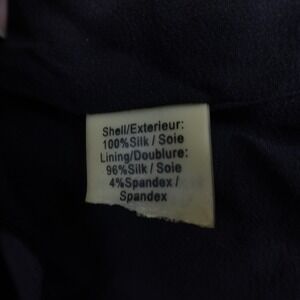 Shell/Exterieur:
100%Silk / Soie
Lining/Doublure:
96%Silk / Soie
4%Spandex /
Spandex